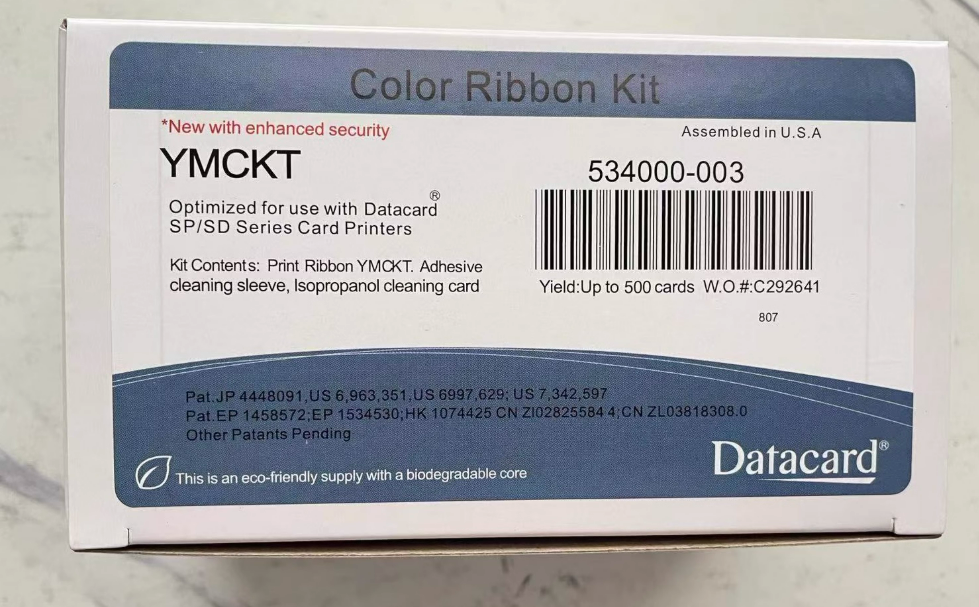 Color Ribbon Kit
*New with enhanced security
Assembled in U.S.A
YMCKT
534000-003
Optimized for use with Datacard®
SP/SD Series Card Printers
Kit Contents: Print Ribbon YMCKT. Adhesive
cleaning sleeve, Isopropanol cleaning card
Yield:Up to 500 cards W.O.#:C292641
807
Pat.JP 4448091,US 6,963,351,US 6997,629; US 7,342,597
Pat.EP 1458572;EP 1534530;HK 1074425 CN ZI02825584 4;CN ZL03818308.0
Other Patants Pending
This is an eco-friendly supply with a biodegradable core
Datacard®